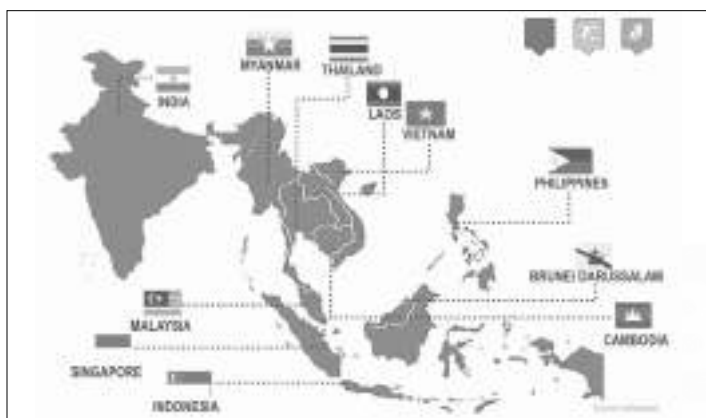 MYANMAR
THAILAND
INDIA
LAOS
VIETNAM
PHILIPPINES
BRUNEI DARUSSALAM
MALAYSIA
CAMBODIA
SINGAPORE
INDONESIA